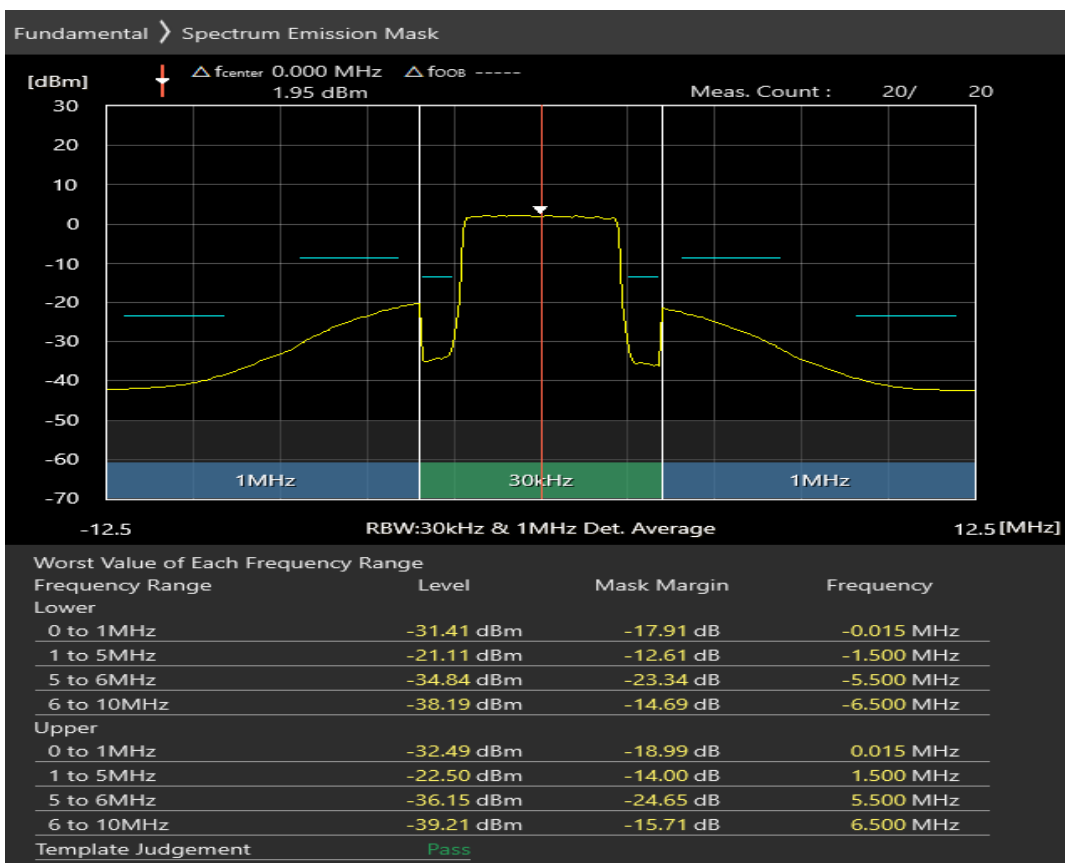 Fundamental ❯ Spectrum Emission Mask
[dBm] △ fcenter 0.000 MHz △ fOOB -----
1.95 dBm Meas. Count : 20/ 20
30
20
10
0
-10
-20
-30
-40
-50
-60
-70
1MHz 30kHz 1MHz
-12.5 RBW:30kHz & 1MHz Det. Average 12.5 [MHz]
Worst Value of Each Frequency Range
Frequency Range Level Mask Margin Frequency
Lower
0 to 1MHz -31.41 dBm -17.91 dB -0.015 MHz
1 to 5MHz -21.11 dBm -12.61 dB -1.500 MHz
5 to 6MHz -34.84 dBm -23.34 dB -5.500 MHz
6 to 10MHz -38.19 dBm -14.69 dB -6.500 MHz
Upper
0 to 1MHz -32.49 dBm -18.99 dB 0.015 MHz
1 to 5MHz -22.50 dBm -14.00 dB 1.500 MHz
5 to 6MHz -36.15 dBm -24.65 dB 5.500 MHz
6 to 10MHz -39.21 dBm -15.71 dB 6.500 MHz
Template Judgement Pass